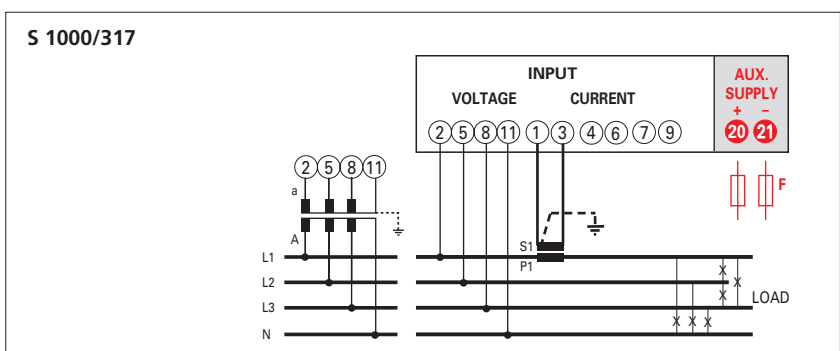 S 1000/317
INPUT
AUX.
SUPPLY
VOLTAGE CURRENT
+ –
2 5 8 11 1 3 4 6 7 9 20 21
2 5 8 11
a
F
A
S1
L1
P1
L2
L3
LOAD
N